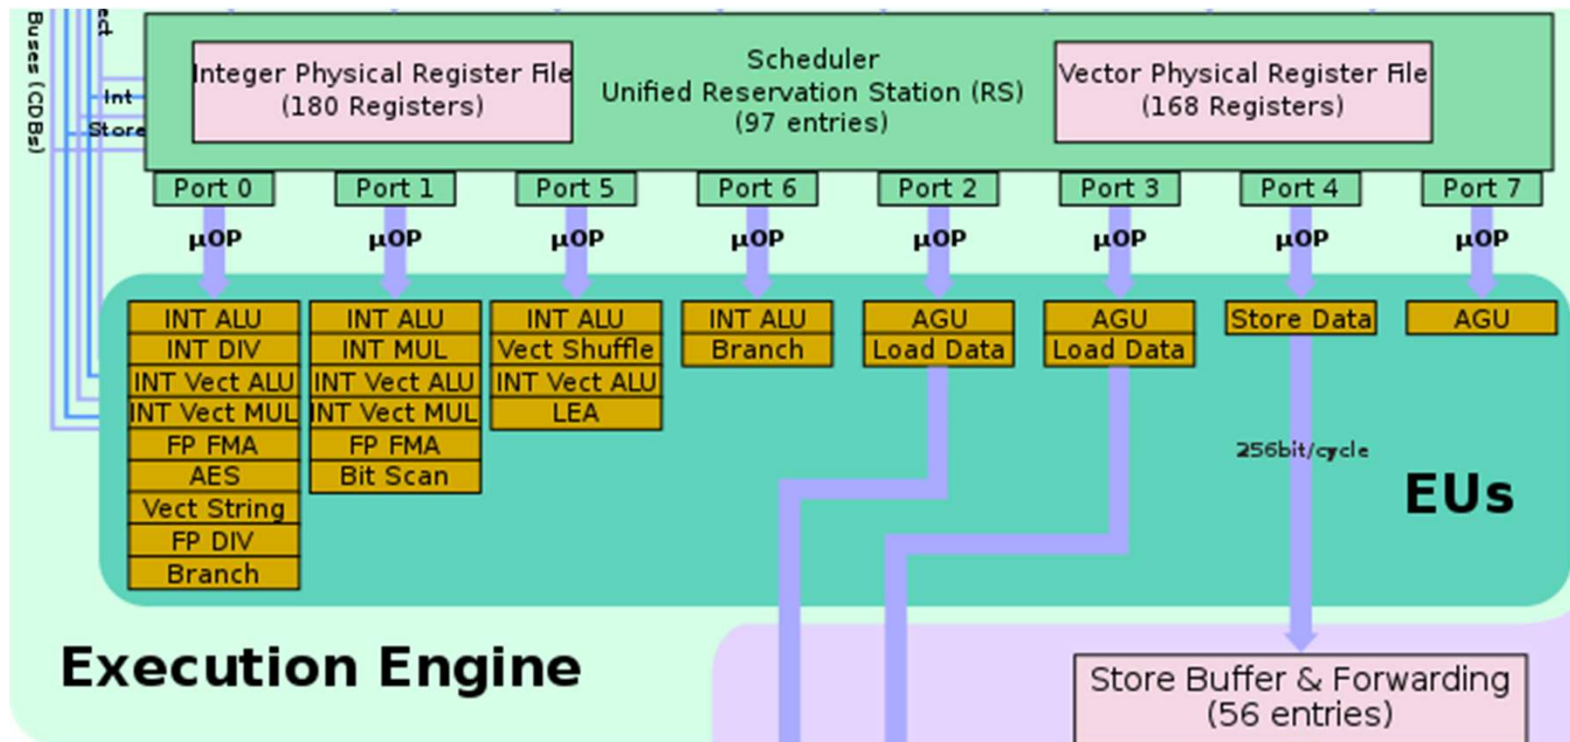 Buses (CDBs)
Int
Store
Integer Physical Register File
(180 Registers)
Scheduler
Unified Reservation Station (RS)
(97 entries)
Vector Physical Register File
(168 Registers)
Port 0
Port 1
Port 5
Port 6
Port 2
Port 3
Port 4
Port 7
µOP
µOP
µOP
µOP
µOP
µOP
µOP
µOP
INT ALU
INT DIV
INT Vect ALU
INT Vect MUL
FP FMA
AES
Vect String
FP DIV
Branch
INT ALU
INT MUL
INT Vect ALU
INT Vect MUL
FP FMA
Bit Scan
INT ALU
Vect Shuffle
INT Vect ALU
LEA
INT ALU
Branch
AGU
Load Data
AGU
Load Data
Store Data
AGU
256bit/cycle
EUs
Execution Engine
Store Buffer & Forwarding
(56 entries)